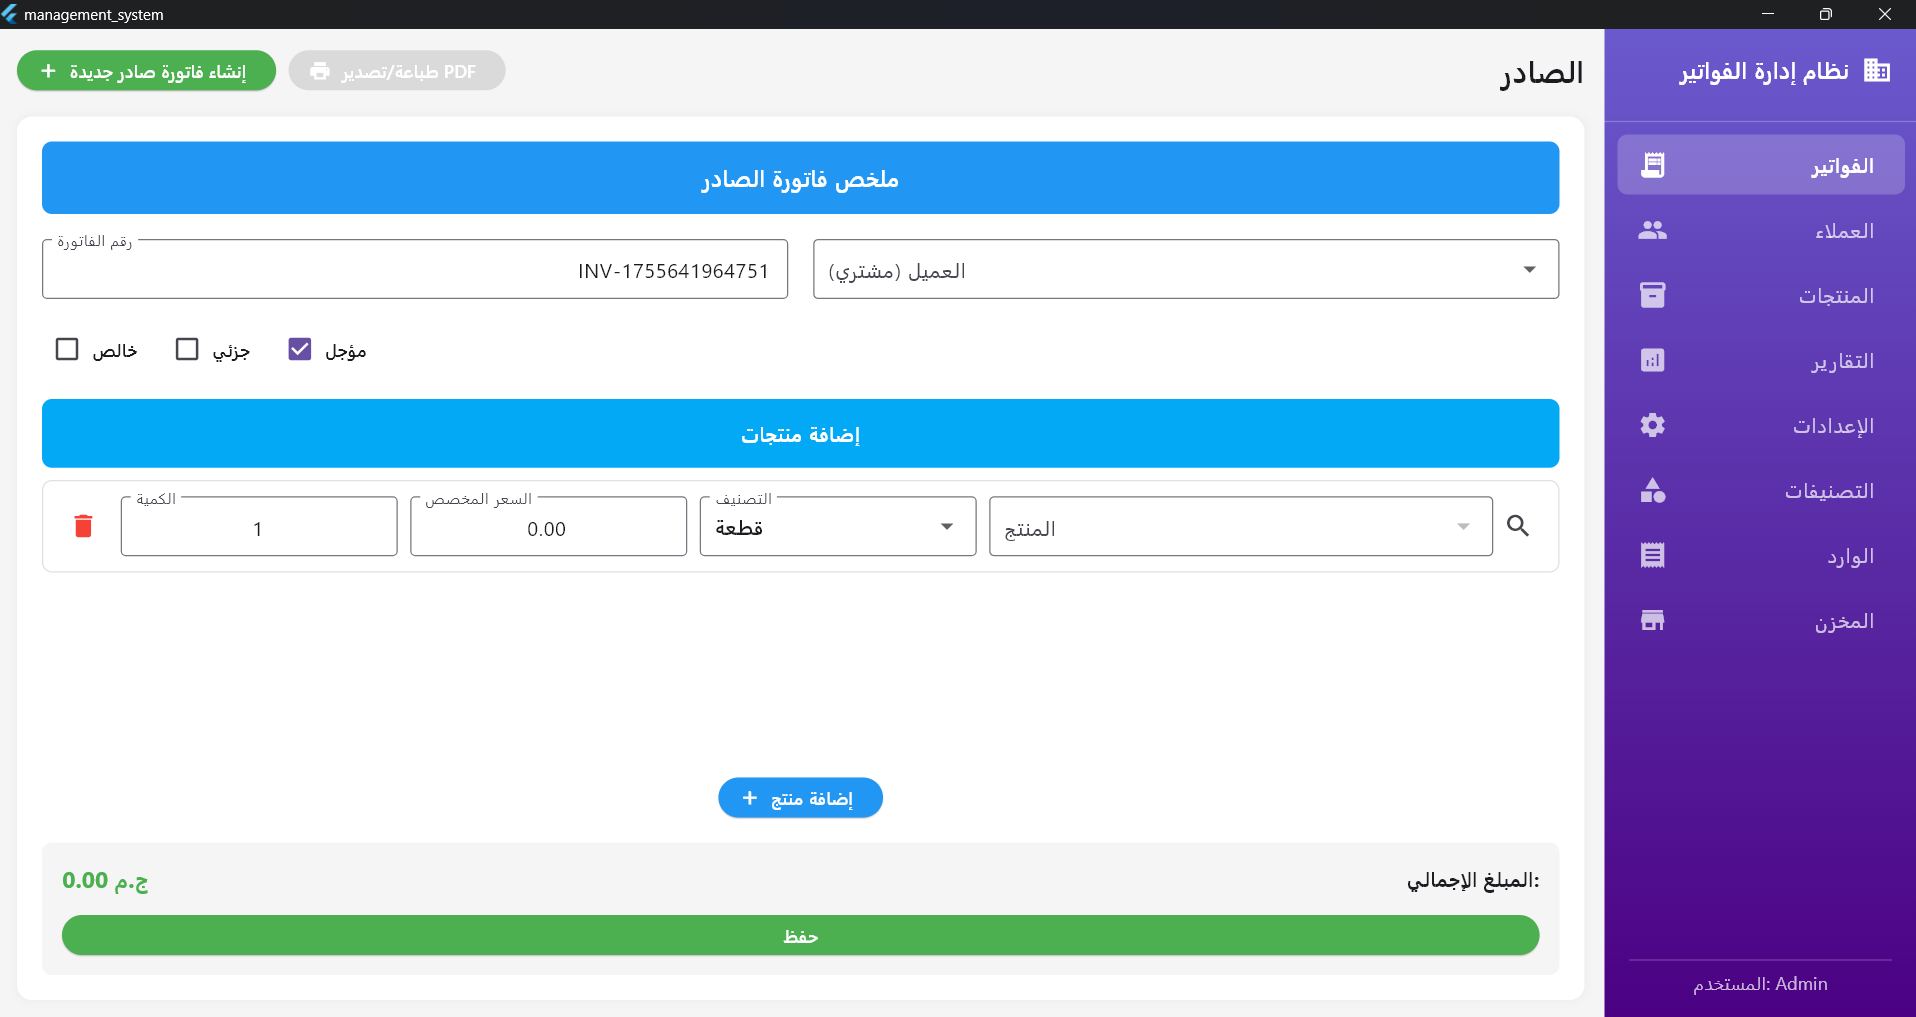 management_system
نظام إدارة الفواتير
الفواتير
العملاء
المنتجات
التقارير
الإعدادات
التصنيفات
الوارد
المخزن
المستخدم: Admin
الصادر
طباعة/تصدير PDF
إنشاء فاتورة صادر جديدة
ملخص فاتورة الصادر
العميل (مشتري)
رقم الفاتورة
INV-1755641964751
مؤجل
جزئي
خالص
إضافة منتجات
المنتج
التصنيف
قطعة
السعر المخصص
0.00
الكمية
1
إضافة منتج
المبلغ الإجمالي:
0.00 ج.م
حفظ